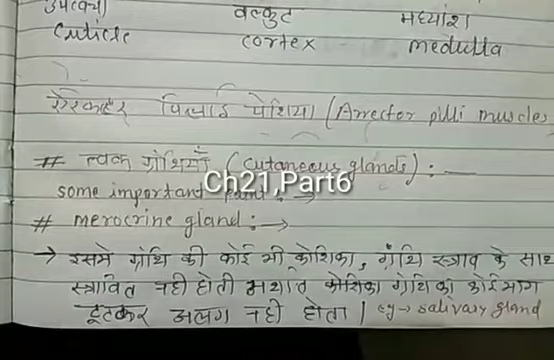 उपत्वचा वल्कुट मध्यांश
Cuticle cortex medulla
ऐरेक्टर पिलाई पेशिया (Arrector pilli muscles
# त्वक ग्रंथियाँ (Cutaneous glands) : —
Ch21,Part6
some important point : →
# merocrine gland : →
→ इसमे ग्रंथि की कोई भी कोशिका, ग्रंथि स्त्राव के साथ
स्त्रावित नही होती अर्थात कोशिका ग्रंथि का कोई भाग
टूटकर अलग नही होता | eg → salivary gland